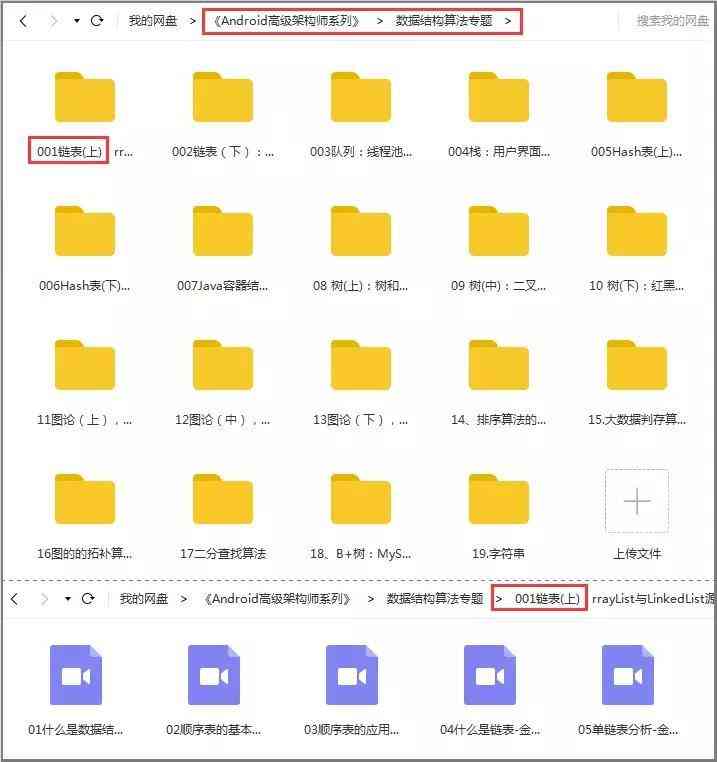 我的网盘 > 《Android高级架构师系列》 > 数据结构算法专题 > 搜索我的网盘
001链表(上) rr... 002链表（下）：... 003队列：线程池... 004栈：用户界面... 005Hash表(上)...
006Hash表(下)... 007Java容器结... 08 树(上)：树和... 09 树(中)：二叉... 10 树(下)：红黑...
11图论（上），... 12图论（中），... 13图论（下），... 14、排序算法的... 15.大数据判存算...
16图的的拓补算... 17二分查找算法 18、B+树：MyS... 19.字符串 上传文件
我的网盘 > 《Android高级架构师系列》 > 数据结构算法专题 > 001链表(上) rrayList与LinkedList源
01什么是数据结... 02顺序表的基本... 03顺序表的应用... 04什么是链表-金... 05单链表分析-金...